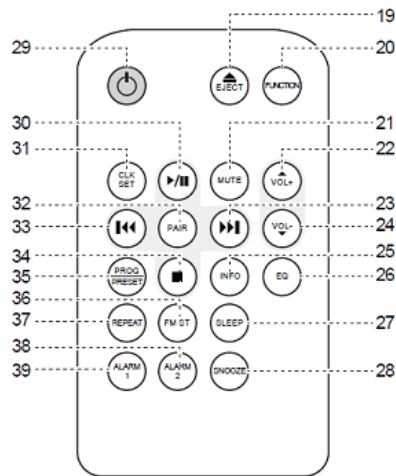 19
29
20
EJECT
FUNCTION
30
21
31
22
CLK
SET
MUTE
VOL+
32
23
33
PAIR
VOL-
24
34
25
35
PROG
PRESET
INFO
EQ
26
36
37
REPEAT
FM ST
SLEEP
27
38
39
ALARM
1
ALARM
2
SNOOZE
28